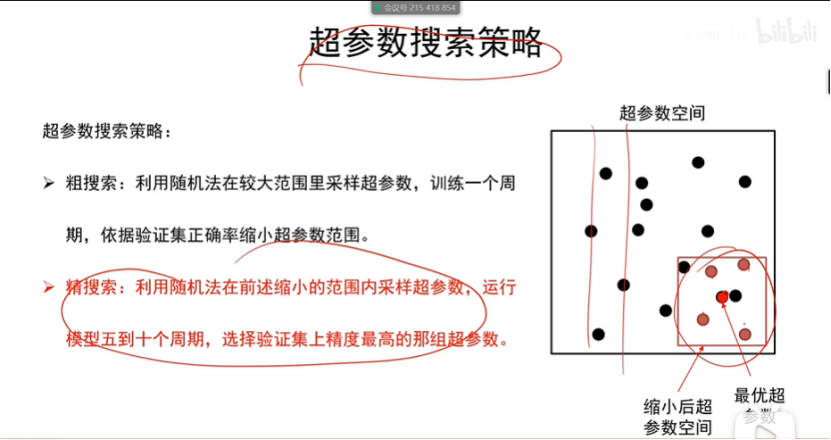 会议号 215 418 854
超参数搜索策略
bilibili
超参数空间
超参数搜索策略：
➢ 粗搜索：利用随机法在较大范围里采样超参数，训练一个周
期，依据验证集正确率缩小超参数范围。
➢ 精搜索：利用随机法在前述缩小的范围内采样超参数，运行
模型五到十个周期，选择验证集上精度最高的那组超参数。
缩小后超
参数空间
最优超
参数